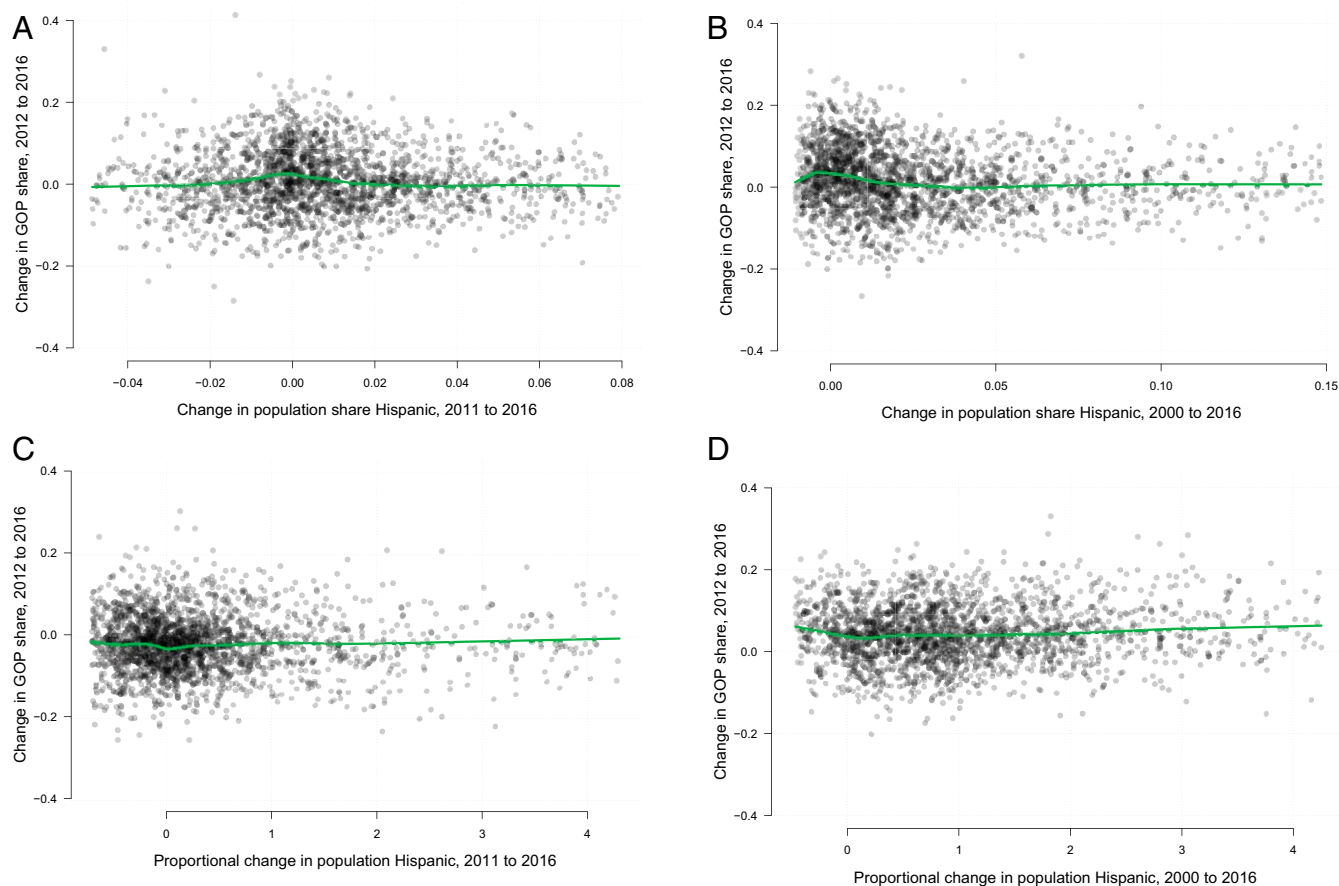 A
Change in GOP share, 2012 to 2016
0.4
0.2
0.0
−0.2
−0.4
−0.04 −0.02 0.00 0.02 0.04 0.06 0.08
Change in population share Hispanic, 2011 to 2016
B
Change in GOP share, 2012 to 2016
0.4
0.2
0.0
−0.2
−0.4
0.00 0.05 0.10 0.15
Change in population share Hispanic, 2000 to 2016
C
Change in GOP share, 2012 to 2016
0.4
0.2
0.0
−0.2
−0.4
0 1 2 3 4
Proportional change in population Hispanic, 2011 to 2016
D
Change in GOP share, 2012 to 2016
0.4
0.2
0.0
−0.2
−0.4
0 1 2 3 4
Proportional change in population Hispanic, 2000 to 2016